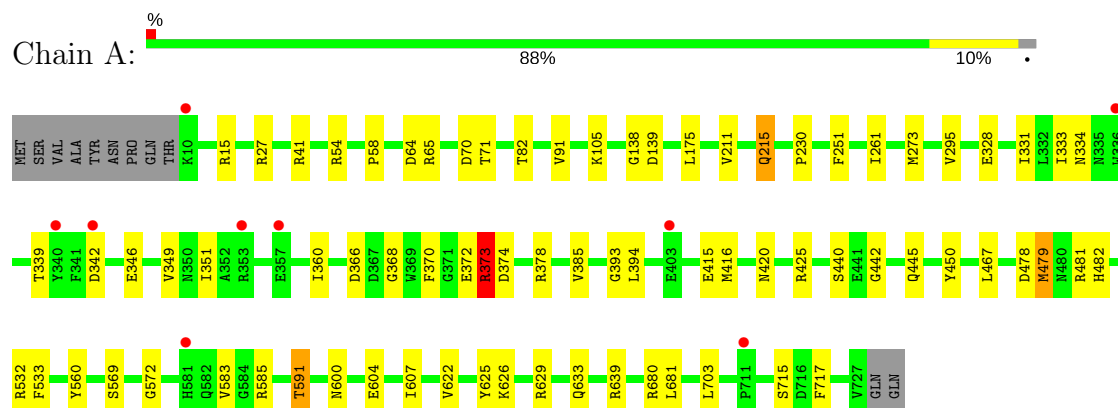 %
Chain A:
88% 10% •
MET SER VAL ALA TYR ASN PRO GLN THR K10 R15 R27 R41 R54 P58 D64 R65 D70 T71 T82 V91 K105 G138 D139 L175 V211 Q215 P230 F251 I261 M273 V295 E328 I331 L332 I333 N334 N335 W336
T339 Y340 F341 D342 E346 V349 N350 I351 A352 R353 E357 I360 D366 D367 G368 W369 F370 G371 E372 R373 D374 R378 V385 G393 L394 E403 E415 M416 N420 R425 S440 E441 G442 Q445 Y450 L467 D478 M479 N480 R481 H482
R532 F533 Y560 S569 G572 H581 Q582 V583 G584 R585 T591 N600 E604 I607 V622 Y625 K626 R629 Q633 R639 R680 L681 L703 P711 S715 D716 F717 V727 GLN GLN